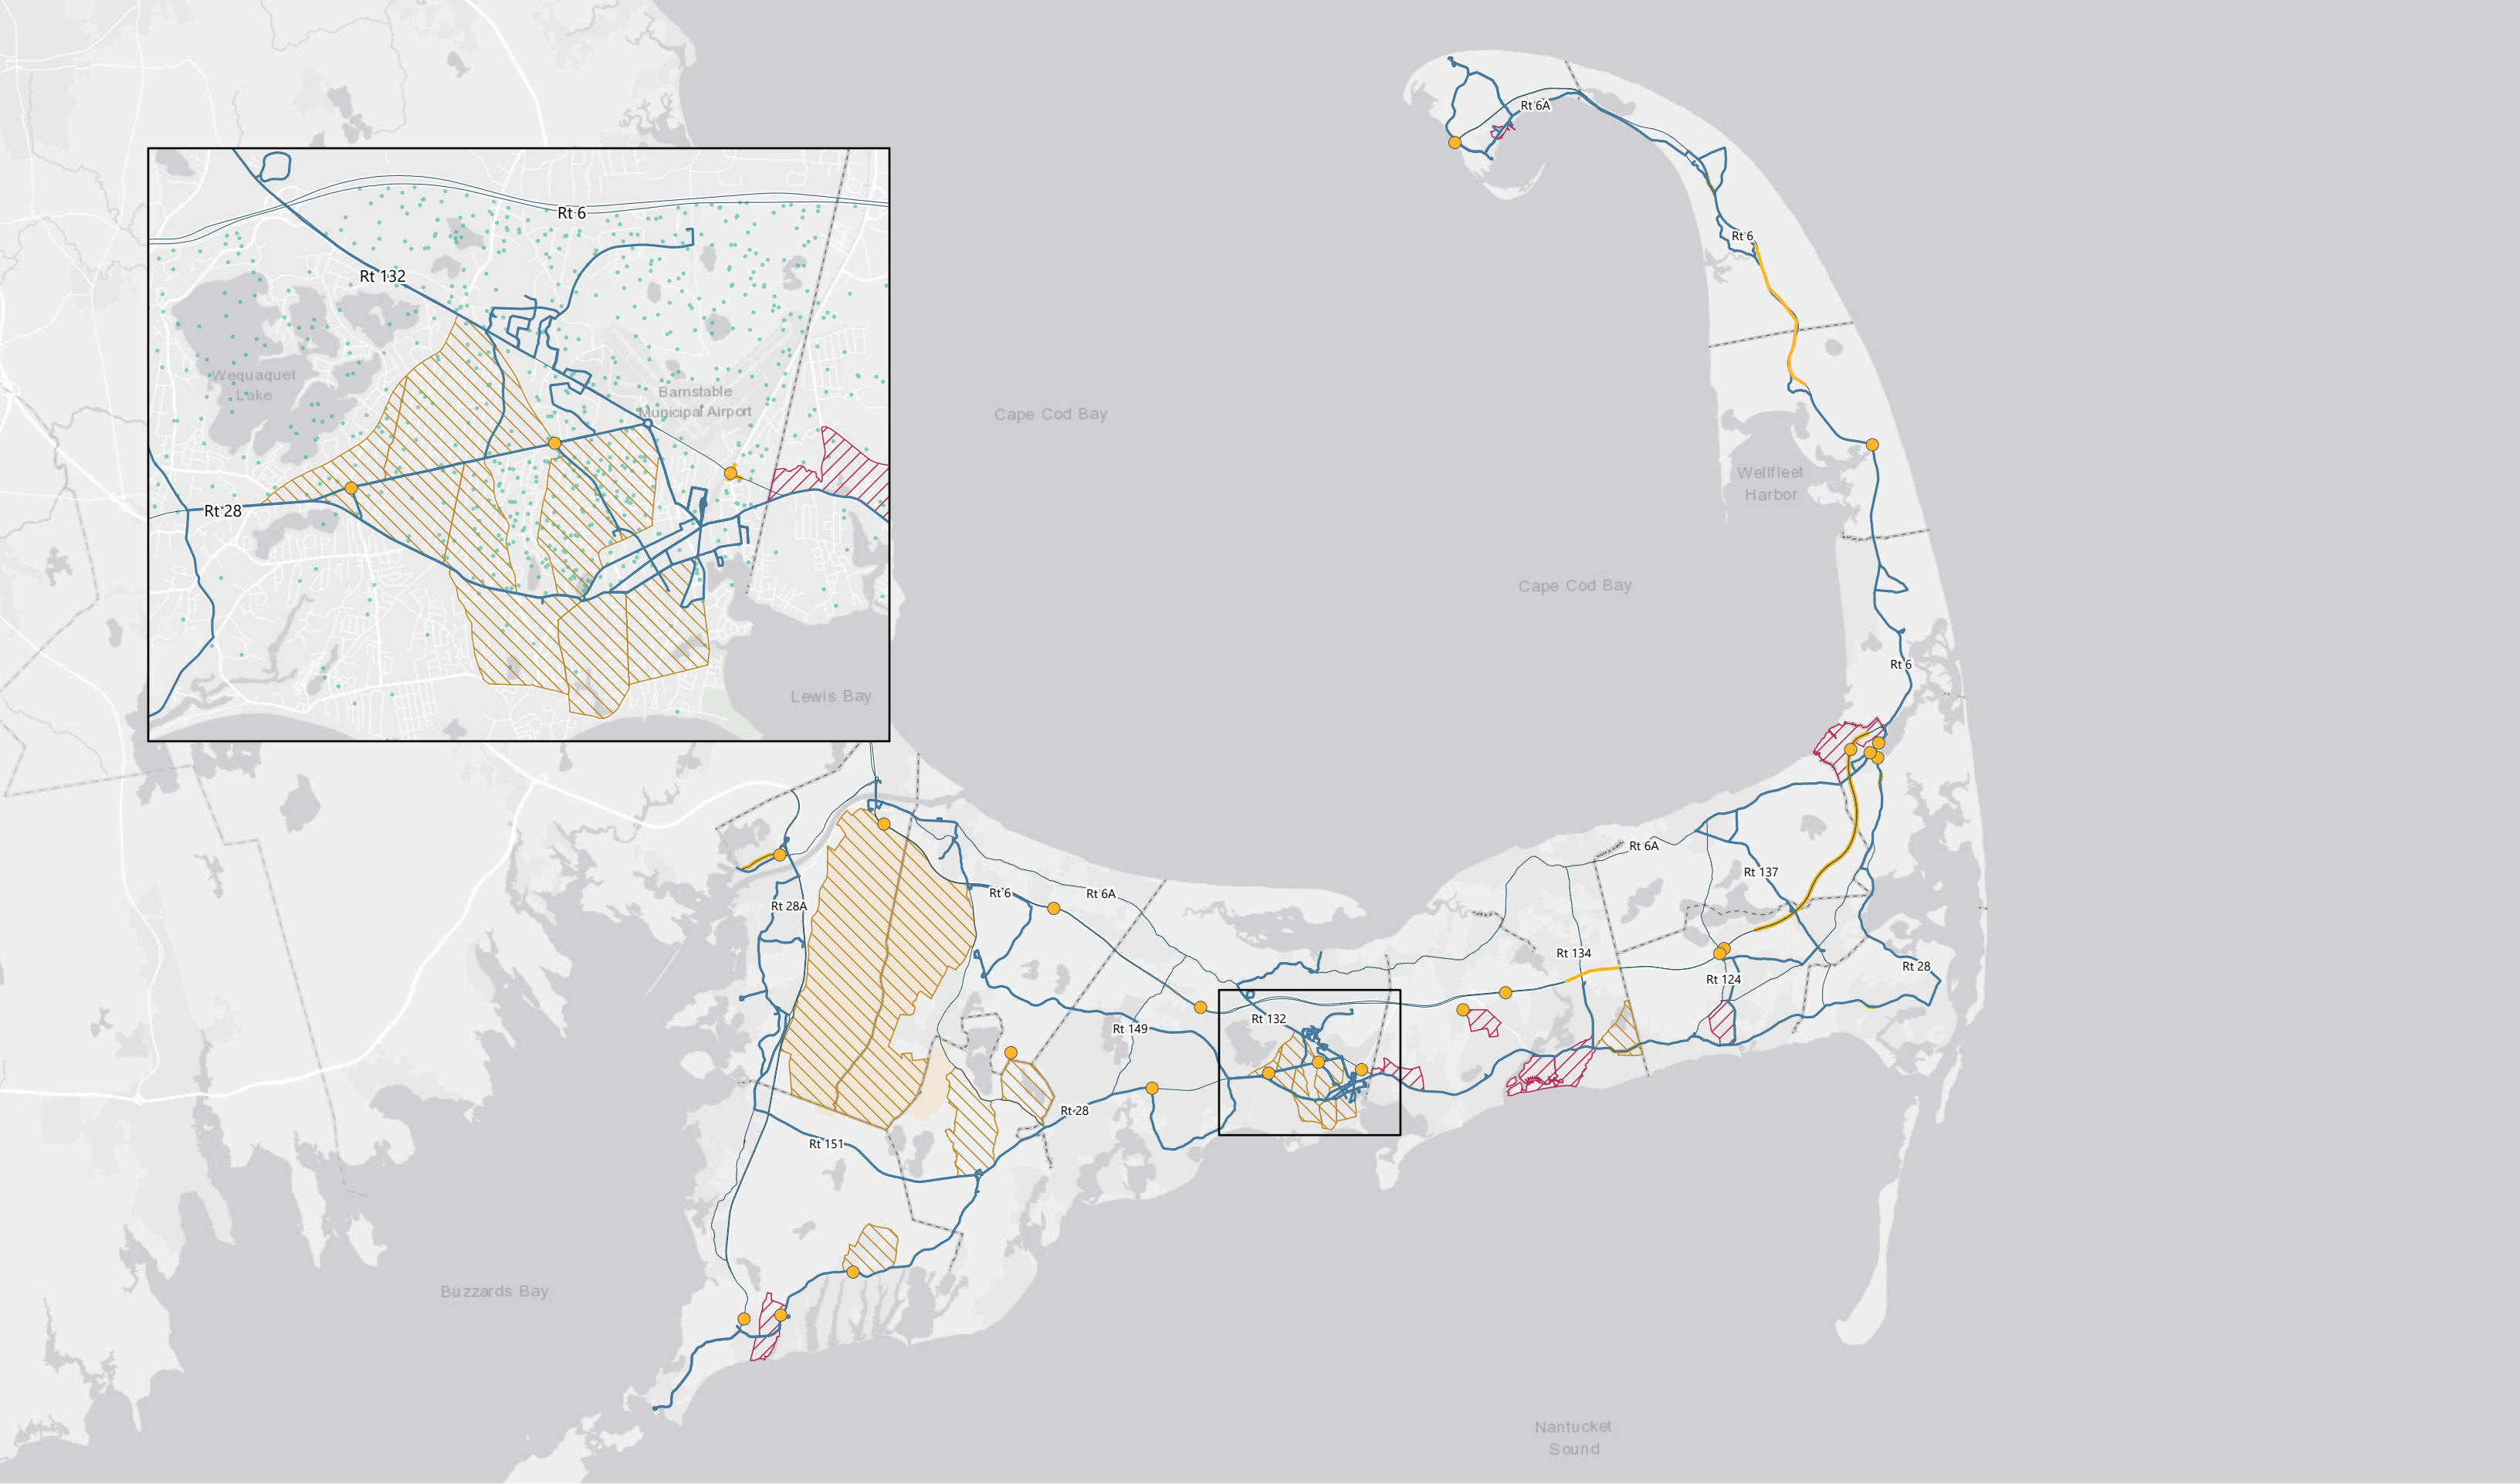 Rt 6A
Rt 6
Rt 6
Rt 132
Wequaquet
Lake
Barnstable
Municipal Airport
Rt 28
Lewis Bay
Cape Cod Bay
Wellfleet
Harbor
Cape Cod Bay
Rt 6
Rt 6A
Rt 137
Rt 28A
Rt 6
Rt 6A
Rt 134
Rt 28
Rt 124
Rt 132
Rt 149
Rt 28
Rt 151
Buzzards Bay
Nantucket
Sound